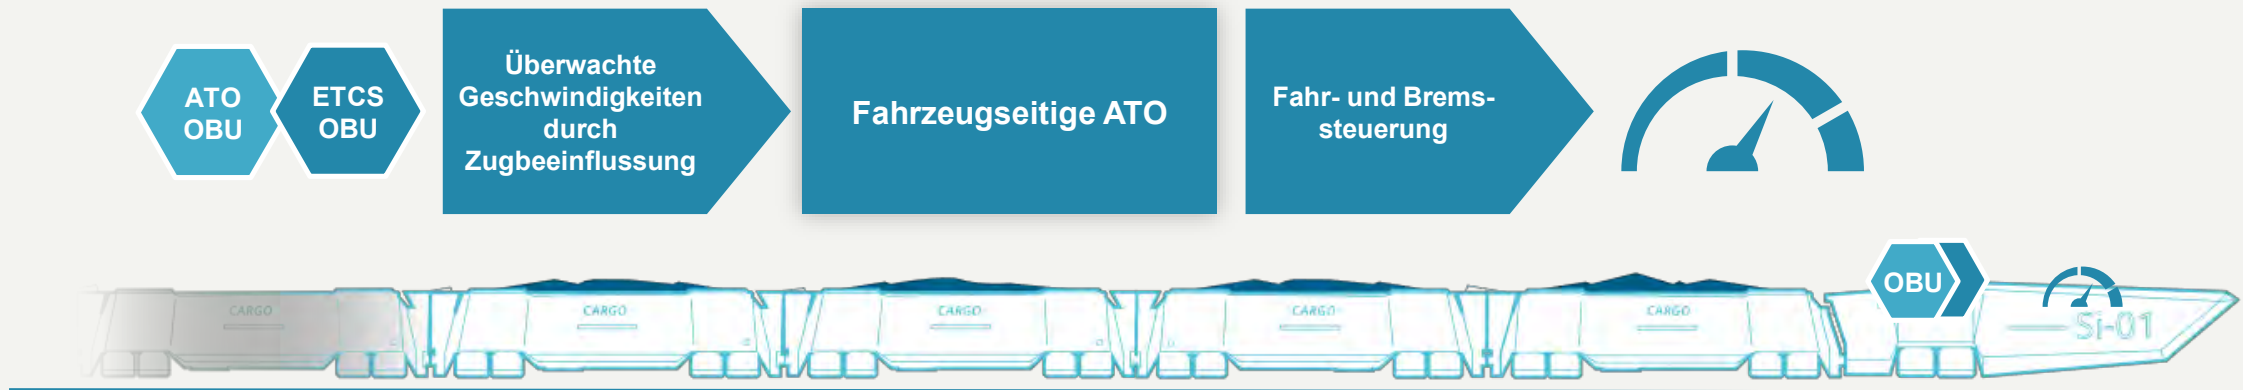 ATO
OBU
ETCS
OBU
Überwachte
Geschwindigkeiten
durch
Zugbeeinflussung
Fahrzeugseitige ATO
Fahr- und Brems-
steuerung
CARGO
CARGO
CARGO
CARGO
CARGO
OBU
Si-01